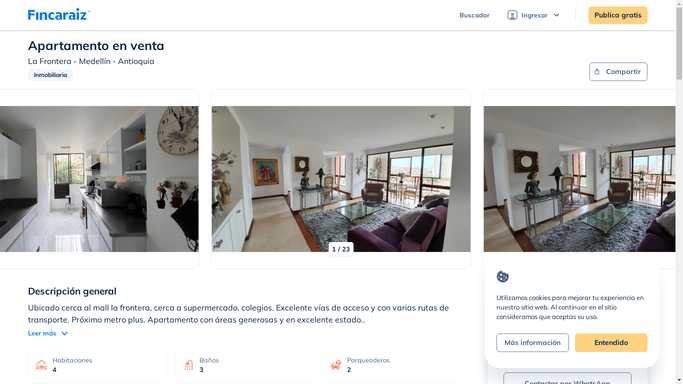 Fincaraiz
Buscador
Ingresar
Publica gratis
Apartamento en venta
La Frontera - Medellín - Antioquia
Inmobiliaria
Compartir
1 / 23
Descripción general
Ubicado cerca al mall la frontera, cerca a supermercado, colegios. Excelente vías de acceso y con varias rutas de
transporte. Próximo metro plus. Apartamento con áreas generosas y en excelente estado..
Leer más
Habitaciones
4
Baños
3
Parqueaderos
2
Utilizamos cookies para mejorar tu experiencia en
nuestro sitio web. Al continuar en el sitio
consideramos que aceptas su uso.
Más información
Entendido
Contactar por WhatsApp